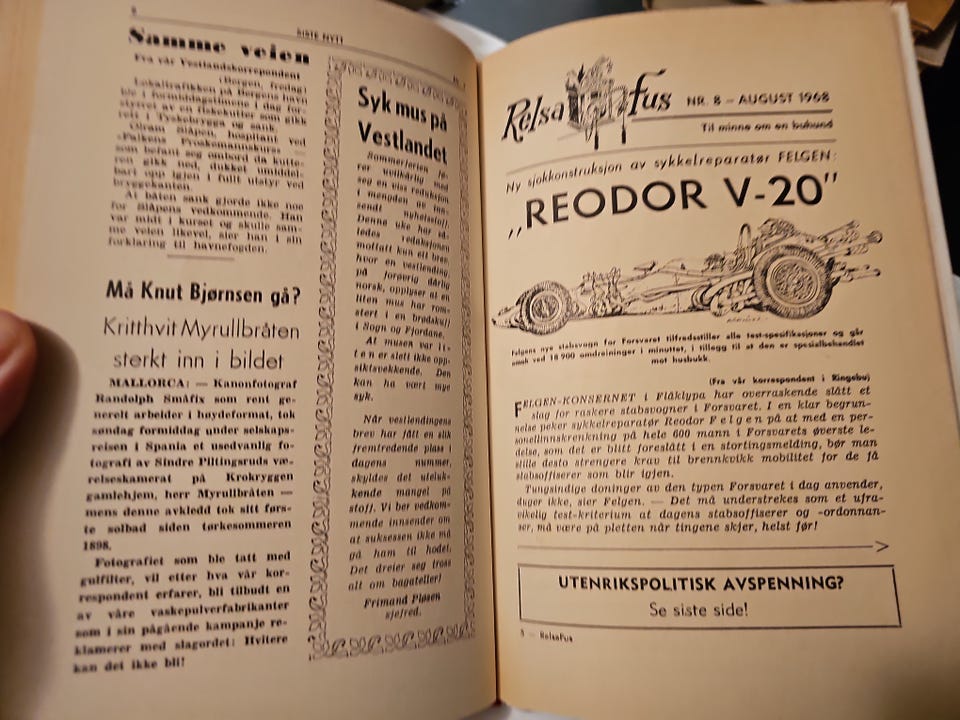 8
SISTE NYTT
Samme veien
Fra vår Vestlandskorrespondent
(Bergen, fredag)
Lokaltrafikken på Bergens havn
ble i formiddagstimene i dag for-
styrret av en fiskekutter som gikk
rett i Tyskebrygga og sank.
Gram Slåpen, hospitant ved
«Falkens Froskemannskurs» —
som befant seg ombord da kutte-
ren gikk ned, dukket umiddel-
bart opp igjen i fullt utstyr ved
bryggekanten.
At båten sank gjorde ikke noe
for Slåpens vedkommende. Han
var midt i kurset og skulle sam-
me veien likevel, sier han i sin
forklaring til havnefogden.
Må Knut Bjørnsen gå?
Kritthvit Myrullbråten
sterkt inn i bildet
MALLORCA: — Kanonfotograf
Randolph Småfix som rent ge-
nerelt arbeider i høydeformat, tok
søndag formiddag under selskaps-
reisen i Spania et usedvanlig fo-
tografi av Sindre Plltingsruds væ-
relseskamerat på Krokryggen
gamlehjem, herr Myrullbråten —
mens denne avkledd tok sitt førs-
te solbad siden tørkesommeren
1898.
Fotografiet som ble tatt med
gulfilter, vil etter hva vår kor-
respondent erfarer, bli tilbudt en
av våre vaskepulverfabrikanter
som i sin pågående kampanje re-
klamerer med slagordet: Hvitere
kan det ikke bli!
Syk mus på
Vestlandet
Sommerferien fø-
rer uvilkårlig med
seg en viss reduksjon
i mengden av inn-
sendt nyhetsstoff.
Denne uke har så-
ledes redaksjonen
mottatt kun ett brev
hvor en vestlending,
på forøvrig dårlig
norsk, opplyser at en
liten mus har rom-
stert i en brødskuff
i Sogn og Fjordane.
At musen var li-
ten er slett ikke opp-
siktsvekkende. Den
kan ha vært mye
syk.
Når vestlendingens
brev har fått en slik
fremtredende plass i
dagens nummer,
skyldes det uteluk-
kende mangel på
stoff. Vi ber vedkom-
mende innsender om
at suksessen ikke må
gå ham til hodet.
Det dreier seg tross
alt om bagateller!
Frimand Pløsen
sjefred.
Relsa Fus NR. 8 – AUGUST 1968
Til minne om en buhund
Ny sjokkonstruksjon av sykkelreparatør FELGEN:
„REODOR V-20"
Felgens nye stabsvogn for Forsvaret tilfredsstiller alle test-spesifikasjoner og går
omak ved 18 900 omdreininger i minuttet, i tillegg til at den er spesialbehandlet
mot husbukk.
(Fra vår korrespondent i Ringebu)
FELGEN-KONSERNET i Flåklypa har overraskende slått et
slag for raskere stabsvogner i Forsvaret. I en klar begrun-
nelse peker sykkelreparatør Reodor Felgen på at med en per-
sonellinnskrenkning på hele 600 mann i Forsvarets øverste le-
delse, som det er blitt foreslått i en stortingsmelding, bør man
stille desto strengere krav til brennkvikk mobilitet for de få
stabsoffiserer som blir igjen.
Tungsindige doninger av den typen Forsvaret i dag anvender,
duger ikke, sier Felgen. — Det må understrekes som et ufra-
vikelig test-kriterium at dagens stabsoffiserer og -ordonnan-
ser, må være på pletten når tingene skjer, helst før!
UTENRIKSPOLITISK AVSPENNING?
Se siste side!
8 — RelsaFus